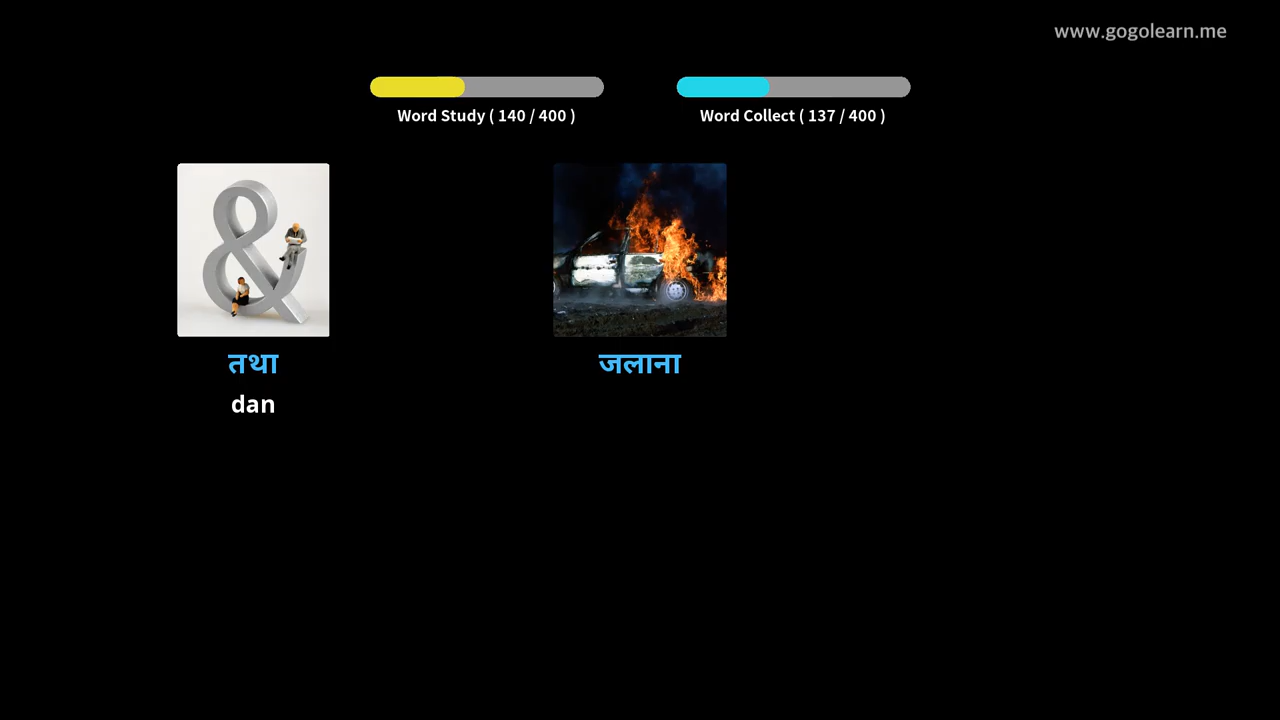 www.gogolearn.me
Word Study ( 140 / 400 )
Word Collect ( 137 / 400 )
तथा
dan
जलाना